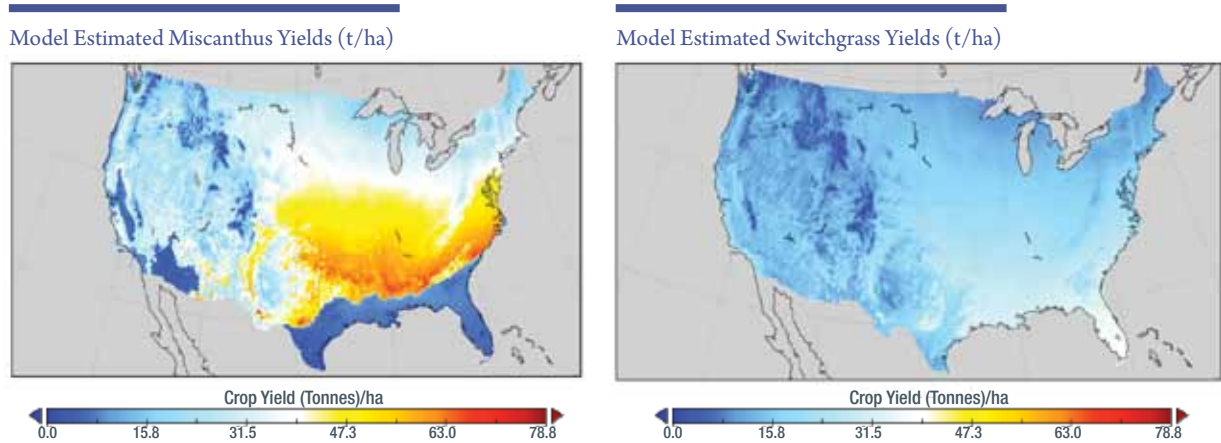 Model Estimated Miscanthus Yields (t/ha)
Model Estimated Switchgrass Yields (t/ha)
Crop Yield (Tonnes)/ha
0.0 15.8 31.5 47.3 63.0 78.8
Crop Yield (Tonnes)/ha
0.0 15.8 31.5 47.3 63.0 78.8